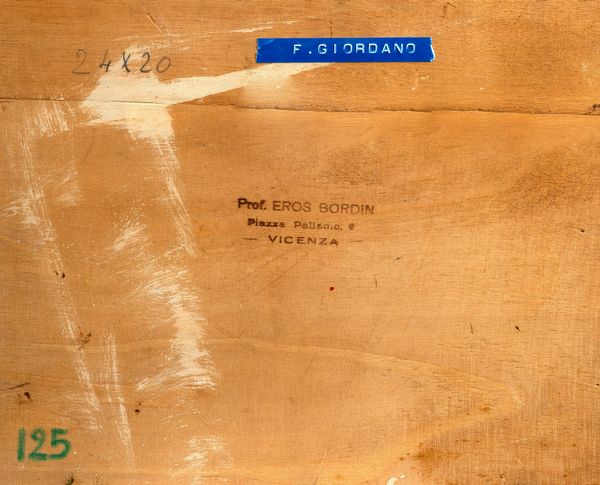 F. GIORDANO
24X20
Prof. EROS BORDIN
Piazza Palladio, 6
VICENZA
125